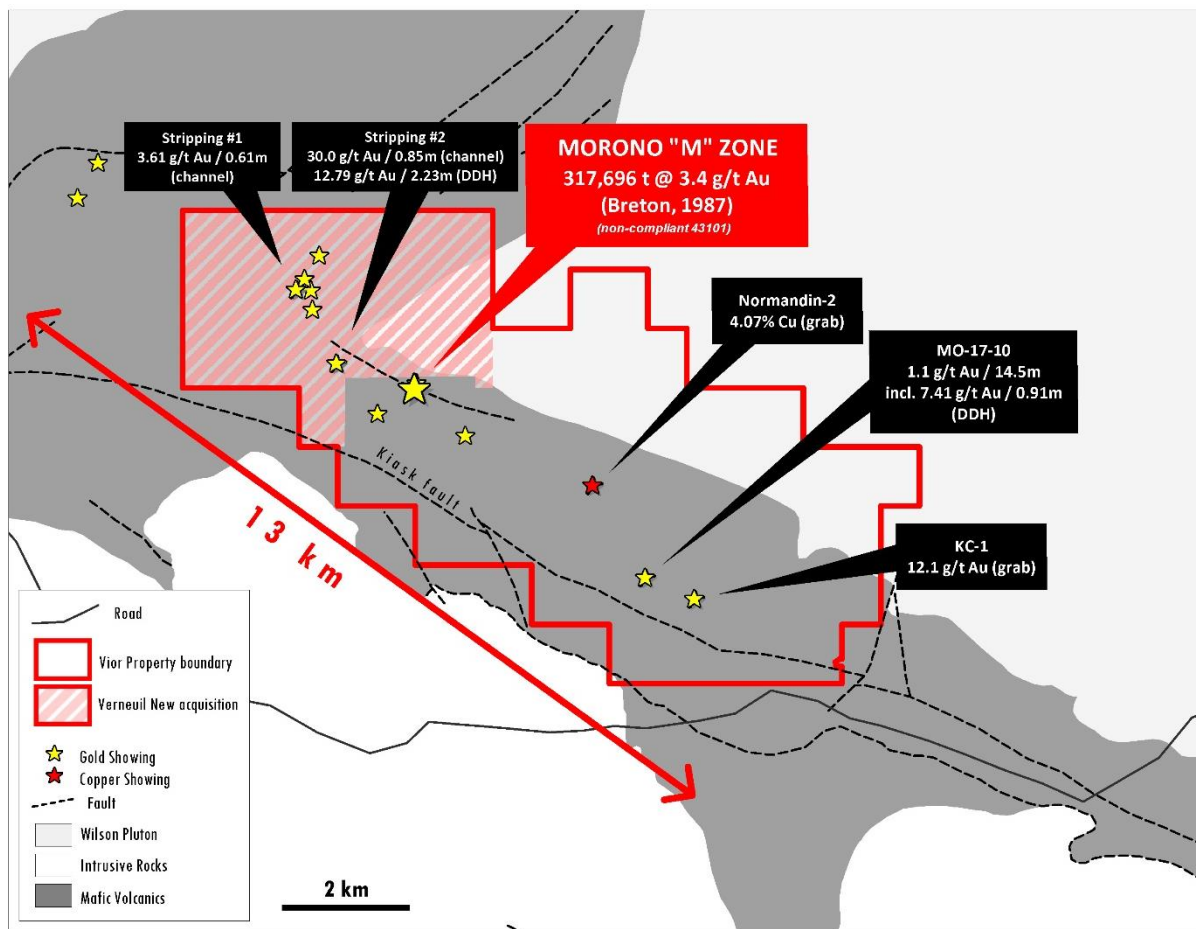 Stripping #1
3.61 g/t Au / 0.61m
(channel)
Stripping #2
30.0 g/t Au / 0.85m (channel)
12.79 g/t Au / 2.23m (DDH)
MORONO "M" ZONE
317,696 t @ 3.4 g/t Au
(Breton, 1987)
(non-compliant 43101)
Normandin-2
4.07% Cu (grab)
MO-17-10
1.1 g/t Au / 14.5m
incl. 7.41 g/t Au / 0.91m
(DDH)
KC-1
12.1 g/t Au (grab)
Kiask fault
13 km
Road
Vior Property boundary
Verneuil New acquisition
Gold Showing
Copper Showing
Fault
Wilson Pluton
Intrusive Rocks
Mafic Volcanics
2 km